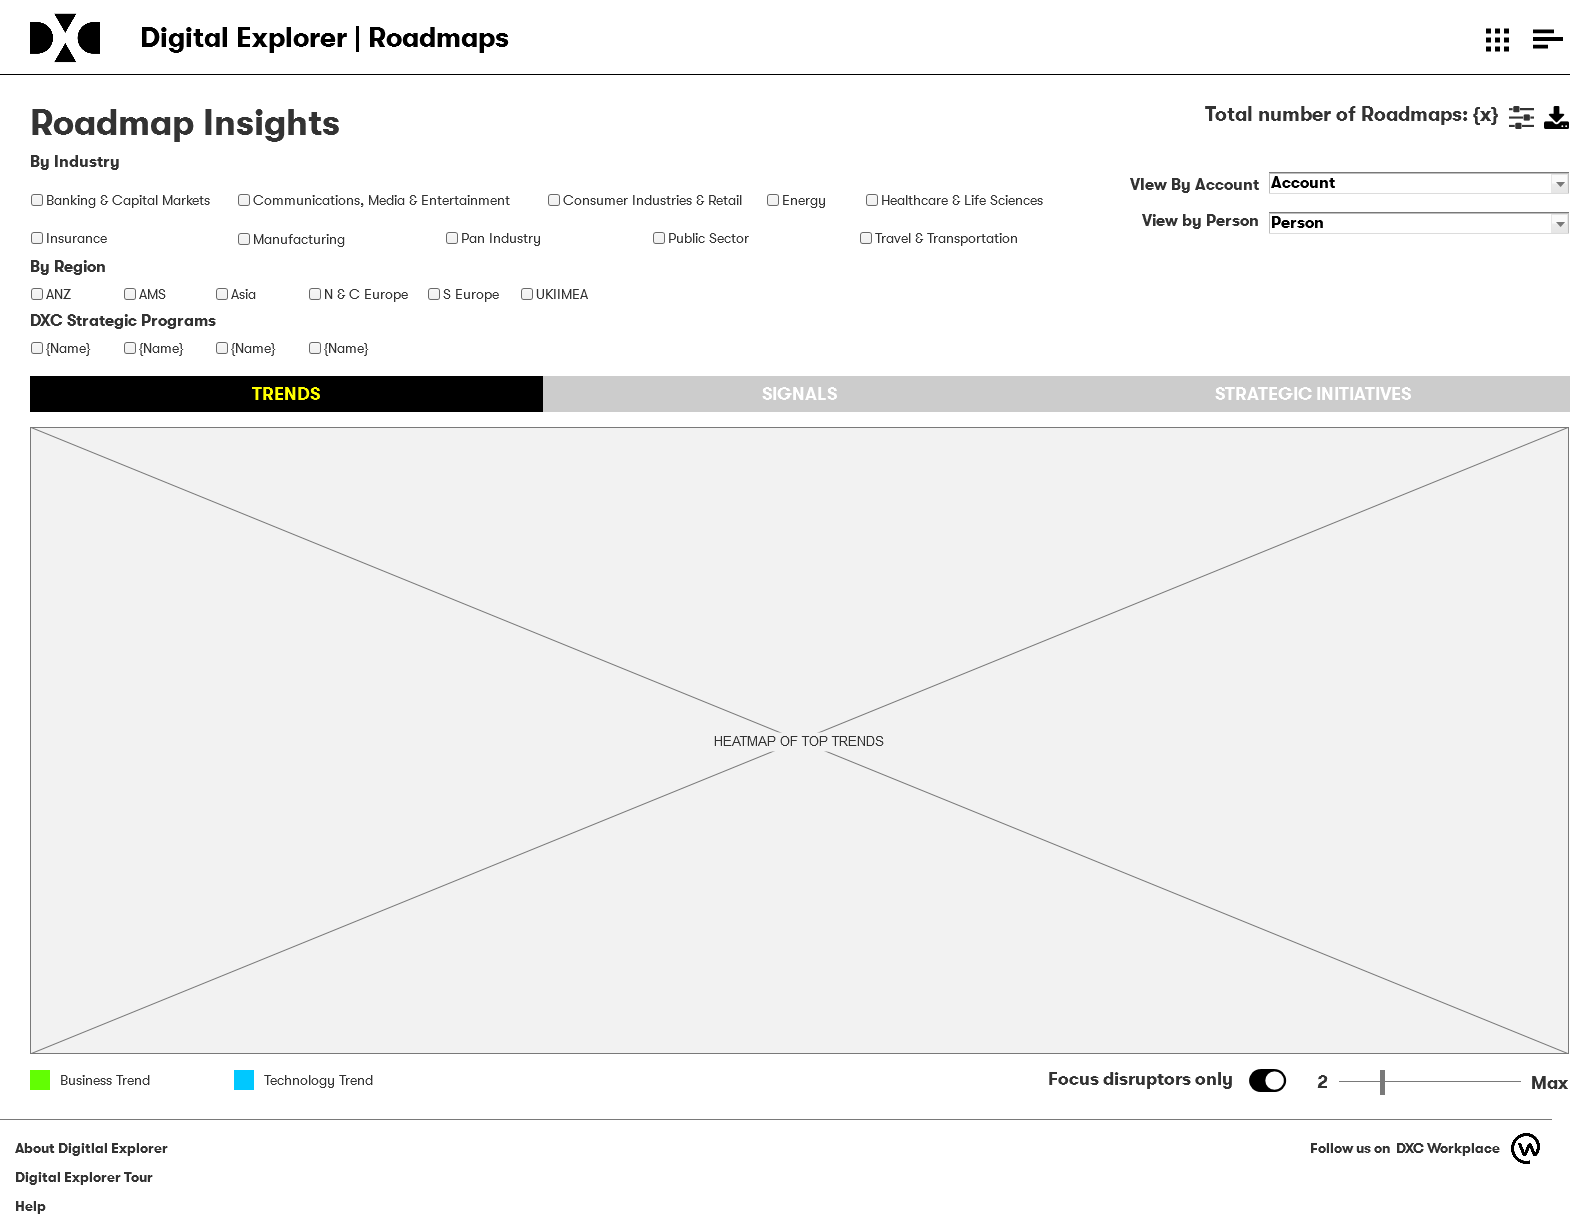 DXC
Digital Explorer | Roadmaps
Roadmap Insights
Total number of Roadmaps: {x}
By Industry
Banking & Capital Markets
Communications, Media & Entertainment
Consumer Industries & Retail
Energy
Healthcare & Life Sciences
VIew By Account
Account
Insurance
Manufacturing
Pan Industry
Public Sector
Travel & Transportation
View by Person
Person
By Region
ANZ
AMS
Asia
N & C Europe
S Europe
UKIIMEA
DXC Strategic Programs
{Name}
{Name}
{Name}
{Name}
TRENDS
SIGNALS
STRATEGIC INITIATIVES
HEATMAP OF TOP TRENDS
Business Trend
Technology Trend
Focus disruptors only
2
Max
About Digitlal Explorer
Follow us on DXC Workplace
Digital Explorer Tour
Help